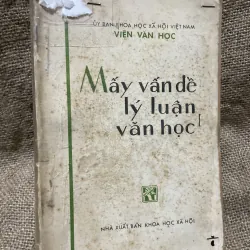 ỦY BAN KHOA HỌC XÃ HỘI VIỆT NAM
VIỆN VĂN HỌC
Mấy vấn đề
lý luận
văn học
NHÀ XUẤT BẢN KHOA HỌC XÃ HỘI